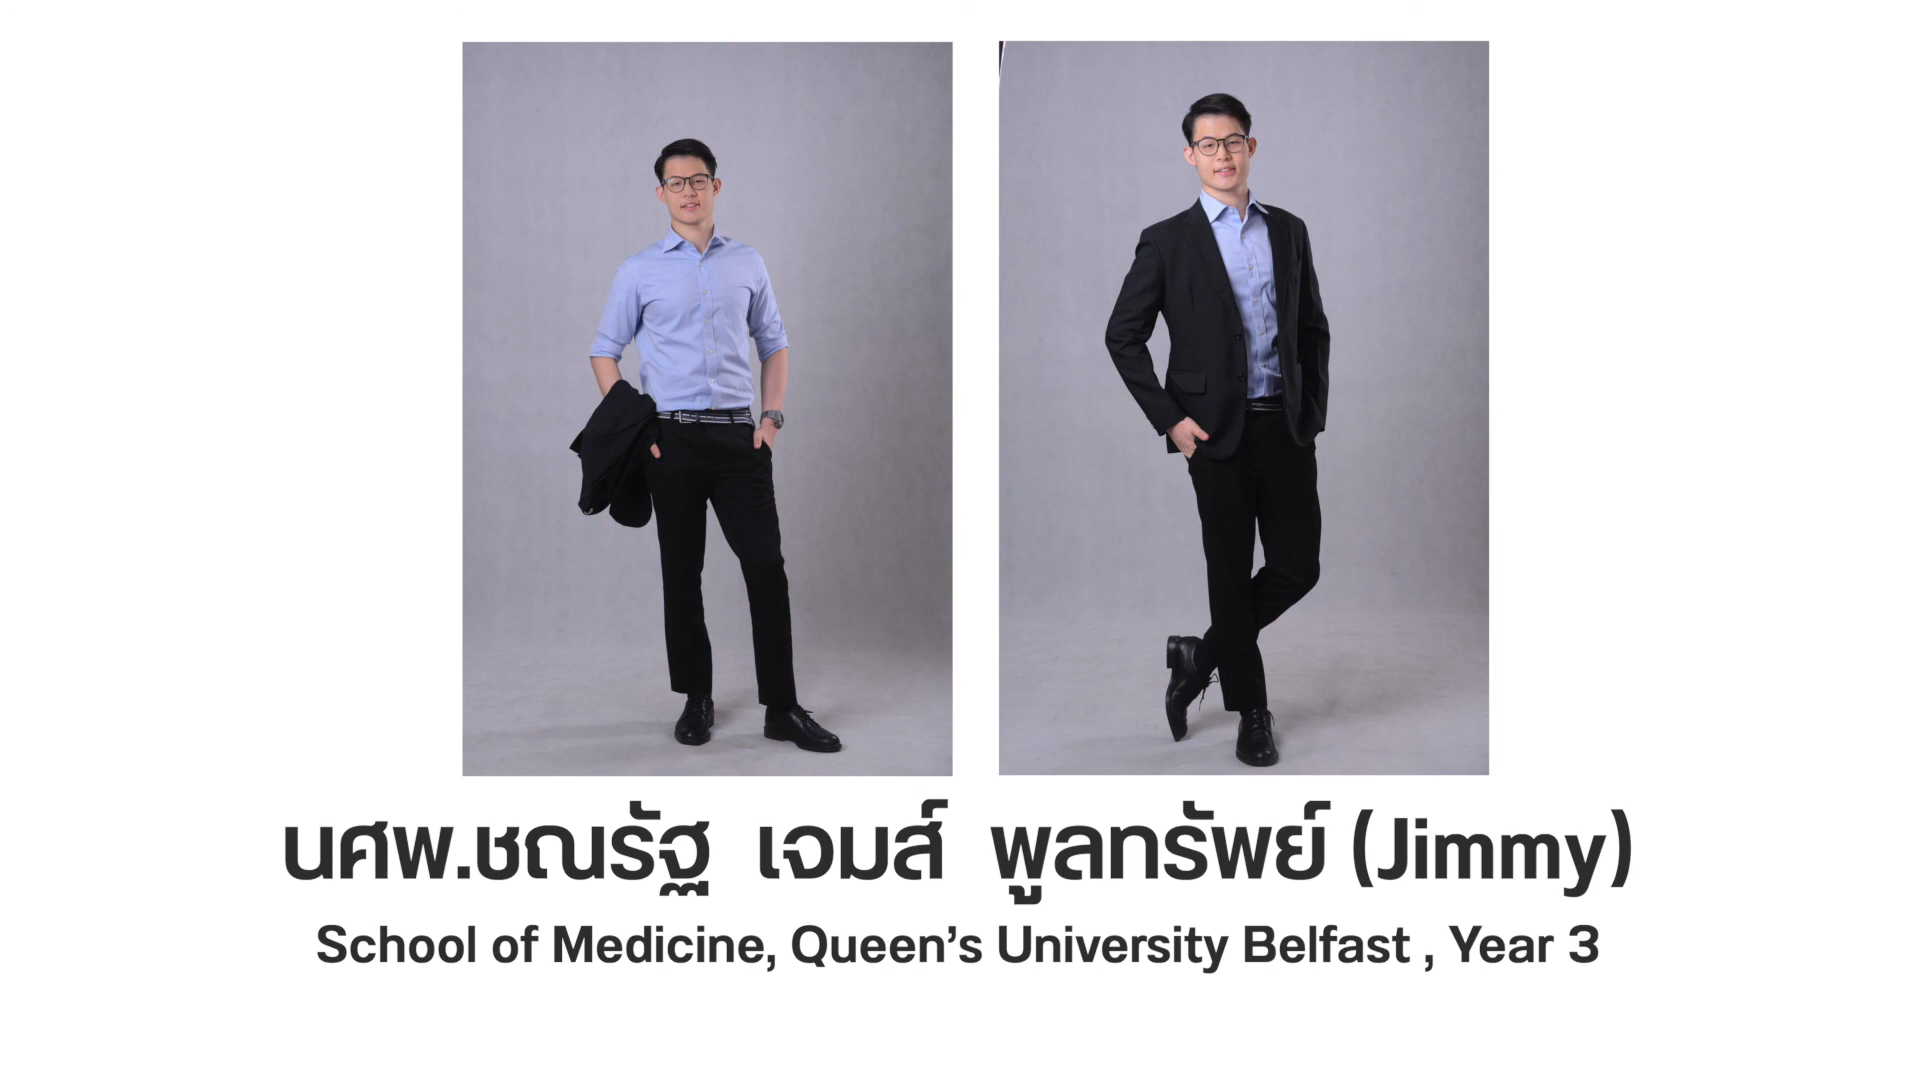 นศพ.ชณรัฐ เจมส์ พูลทรัพย์ (Jimmy)
School of Medicine, Queen’s University Belfast , Year 3